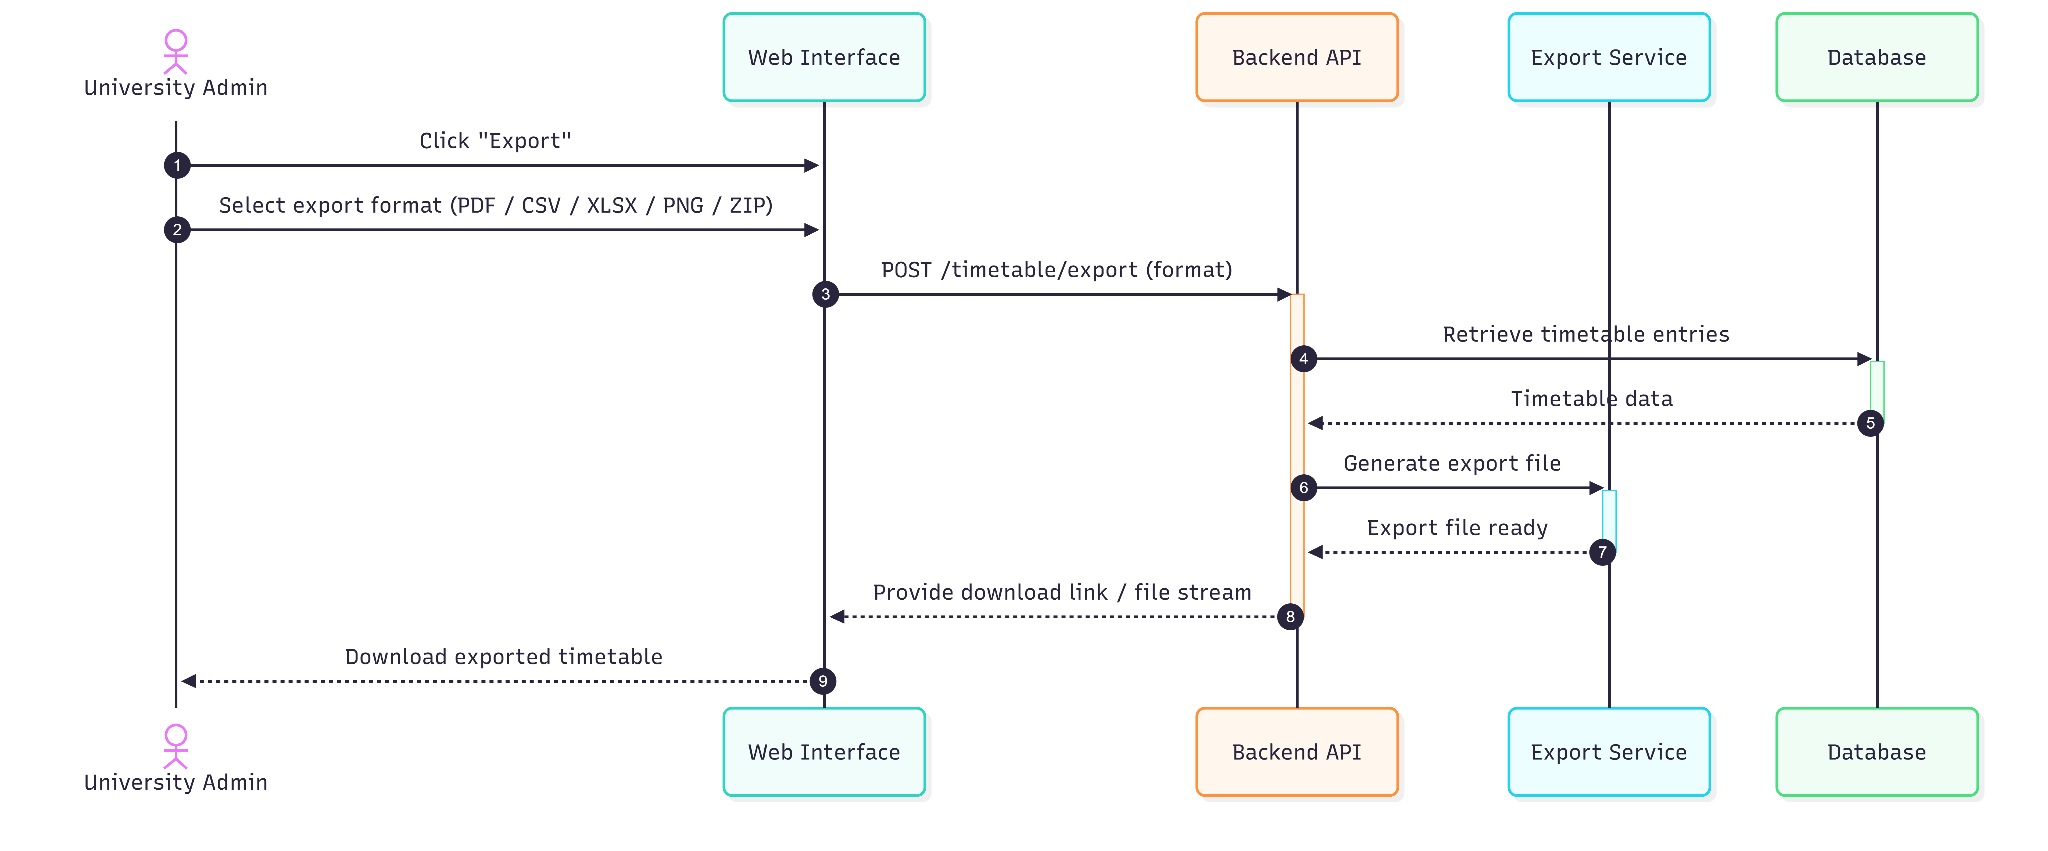 University Admin
Web Interface
Backend API
Export Service
Database
Click "Export"
1
Select export format (PDF / CSV / XLSX / PNG / ZIP)
2
POST /timetable/export (format)
3
Retrieve timetable entries
4
Timetable data
5
Generate export file
6
Export file ready
7
Provide download link / file stream
8
Download exported timetable
9
University Admin
Web Interface
Backend API
Export Service
Database